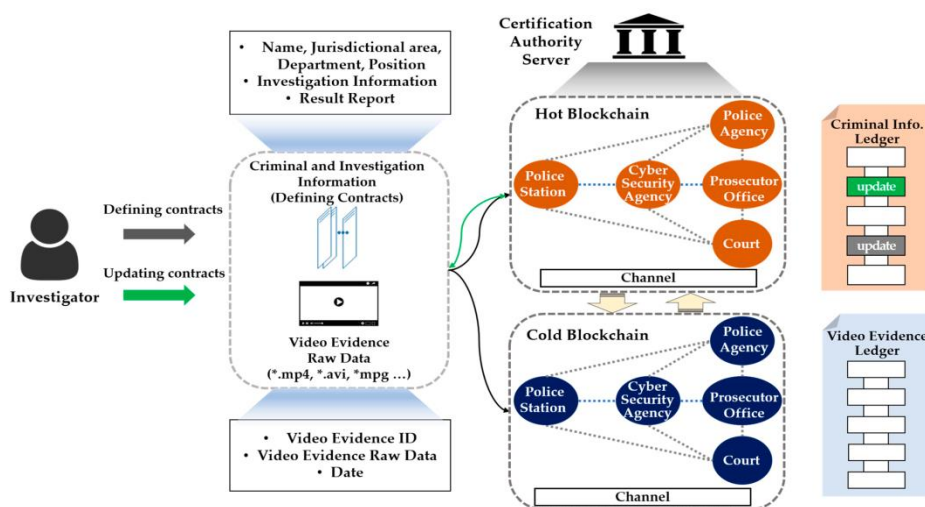 • Name, Jurisdictional area,
Department, Position
• Investigation Information
• Result Report
Certification
Authority
Server
Criminal and Investigation
Information
(Defining Contracts)
Defining contracts
Updating contracts
Investigator
Video Evidence
Raw Data
(*.mp4, *.avi, *mpg ...)
• Video Evidence ID
• Video Evidence Raw Data
• Date
Hot Blockchain
Police
Agency
Police
Station
Cyber
Security
Agency
Prosecutor
Office
Court
Channel
Cold Blockchain
Police
Agency
Police
Station
Cyber
Security
Agency
Prosecutor
Office
Court
Channel
Criminal Info.
Ledger
update
update
Video Evidence
Ledger